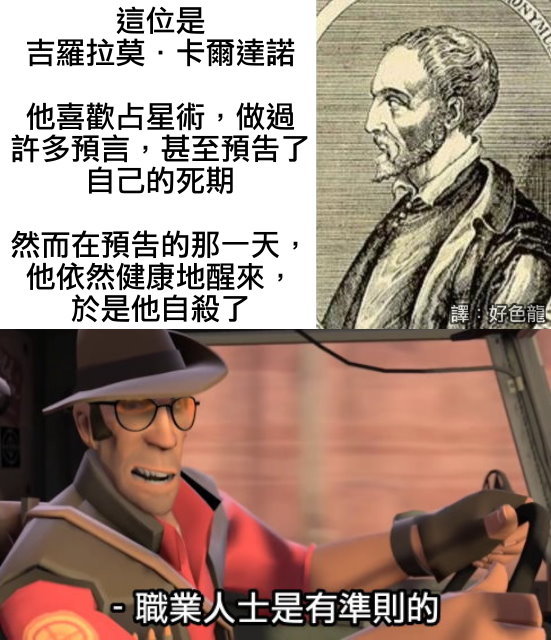 這位是
吉羅拉莫·卡爾達諾
他喜歡占星術，做過
許多預言，甚至預告了
自己的死期
然而在預告的那一天，
他依然健康地醒來，
於是他自殺了
ONYM
譯：好色龍
- 職業人士是有準則的